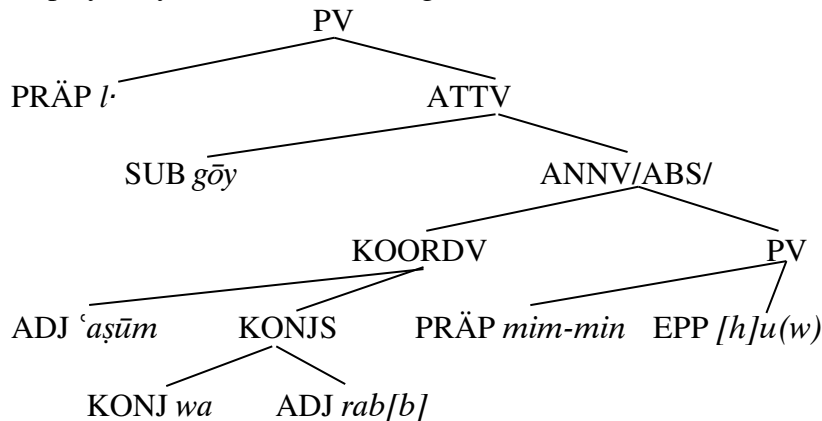 PV
PRÄP l· ATTV
SUB gōy ANNV/ABS/
KOORDV PV
ADJ ʿaṣūm KONJS PRÄP mim-min EPP [h]u(w)
KONJ wa ADJ rab[b]